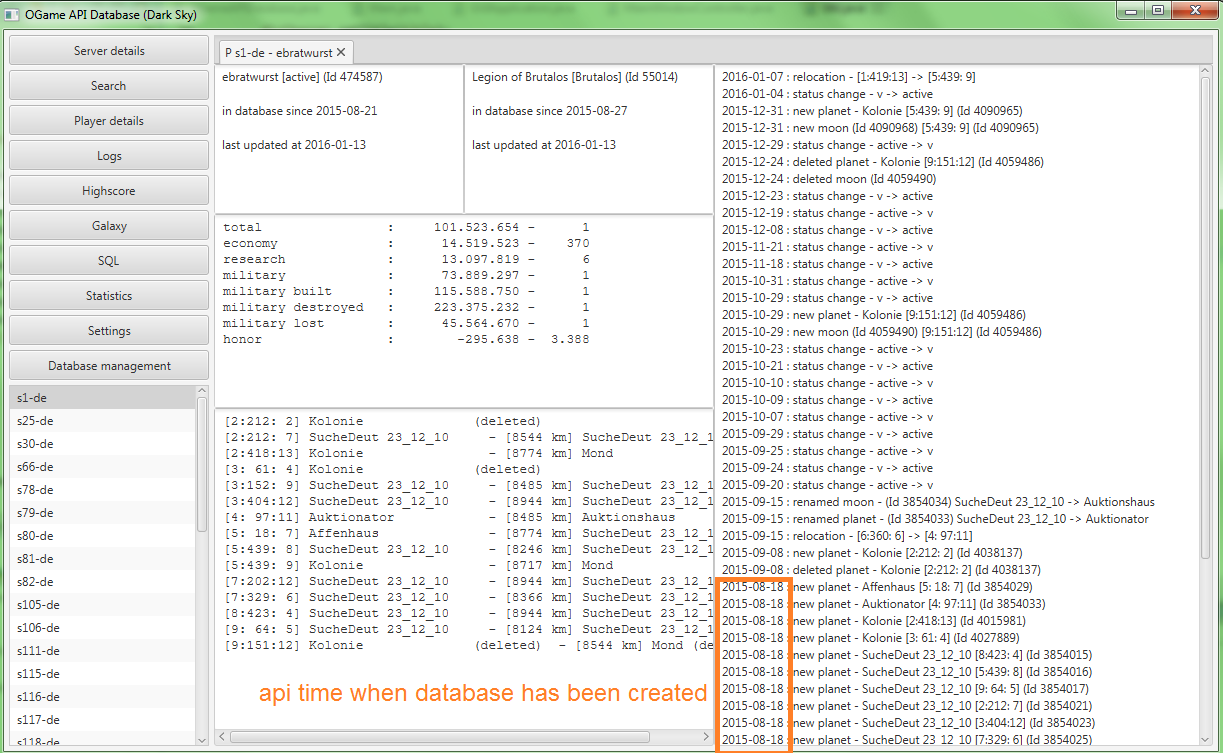 OGame API Database (Dark Sky)
Server details
Search
Player details
Logs
Highscore
Galaxy
SQL
Statistics
Settings
Database management
s1-de
s25-de
s30-de
s66-de
s78-de
s79-de
s80-de
s81-de
s82-de
s105-de
s106-de
s111-de
s115-de
s116-de
s117-de
s118-de
P s1-de - ebratwurst
ebratwurst [active] (Id 474587)
in database since 2015-08-21
last updated at 2016-01-13
Legion of Brutalos [Brutalos] (Id 55014)
in database since 2015-08-27
last updated at 2016-01-13
total : 101.523.654 - 1
economy : 14.519.523 - 370
research : 13.097.819 - 6
military : 73.889.297 - 1
military built : 115.588.750 - 1
military destroyed : 223.375.232 - 1
military lost : 45.564.670 - 1
honor : -295.638 - 3.388
[2:212: 2] Kolonie (deleted)
[2:212: 7] SucheDeut 23_12_10 - [8544 km] SucheDeut 23_12_1
[2:418:13] Kolonie - [8774 km] Mond
[3: 61: 4] Kolonie (deleted)
[3:152: 9] SucheDeut 23_12_10 - [8485 km] SucheDeut 23_12_1
[3:404:12] SucheDeut 23_12_10 - [8944 km] SucheDeut 23_12_1
[4: 97:11] Auktionator - [8485 km] Auktionshaus
[5: 18: 7] Affenhaus - [8774 km] SucheDeut 23_12_1
[5:439: 8] SucheDeut 23_12_10 - [8246 km] SucheDeut 23_12_1
[5:439: 9] Kolonie - [8717 km] Mond
[7:202:12] SucheDeut 23_12_10 - [8944 km] SucheDeut 23_12_1
[7:329: 6] SucheDeut 23_12_10 - [8366 km] SucheDeut 23_12_1
[8:423: 4] SucheDeut 23_12_10 - [8944 km] SucheDeut 23_12_1
[9: 64: 5] SucheDeut 23_12_10 - [8124 km] SucheDeut 23_12_1
[9:151:12] Kolonie (deleted) - [8544 km] Mond (de
api time when database has been created
2016-01-07 : relocation - [1:419:13] -> [5:439: 9]
2016-01-04 : status change - v -> active
2015-12-31 : new planet - Kolonie [5:439: 9] (Id 4090965)
2015-12-31 : new moon (Id 4090968) [5:439: 9] (Id 4090965)
2015-12-29 : status change - active -> v
2015-12-24 : deleted planet - Kolonie [9:151:12] (Id 4059486)
2015-12-24 : deleted moon (Id 4059490)
2015-12-23 : status change - v -> active
2015-12-19 : status change - active -> v
2015-12-08 : status change - v -> active
2015-11-21 : status change - active -> v
2015-11-18 : status change - v -> active
2015-10-31 : status change - active -> v
2015-10-29 : status change - v -> active
2015-10-29 : new planet - Kolonie [9:151:12] (Id 4059486)
2015-10-29 : new moon (Id 4059490) [9:151:12] (Id 4059486)
2015-10-23 : status change - active -> v
2015-10-21 : status change - v -> active
2015-10-10 : status change - active -> v
2015-10-09 : status change - v -> active
2015-10-07 : status change - active -> v
2015-09-29 : status change - v -> active
2015-09-25 : status change - active -> v
2015-09-24 : status change - v -> active
2015-09-20 : status change - active -> v
2015-09-15 : renamed moon - (Id 3854034) SucheDeut 23_12_10 -> Auktionshaus
2015-09-15 : renamed planet - (Id 3854033) SucheDeut 23_12_10 -> Auktionator
2015-09-15 : relocation - [6:360: 6] -> [4: 97:11]
2015-09-08 : new planet - Kolonie [2:212: 2] (Id 4038137)
2015-09-08 : deleted planet - Kolonie [2:212: 2] (Id 4038137)
2015-08-18 : new planet - Affenhaus [5: 18: 7] (Id 3854029)
2015-08-18 : new planet - Auktionator [4: 97:11] (Id 3854033)
2015-08-18 : new planet - Kolonie [2:418:13] (Id 4015981)
2015-08-18 : new planet - Kolonie [3: 61: 4] (Id 4027889)
2015-08-18 : new planet - SucheDeut 23_12_10 [8:423: 4] (Id 3854015)
2015-08-18 : new planet - SucheDeut 23_12_10 [5:439: 8] (Id 3854016)
2015-08-18 : new planet - SucheDeut 23_12_10 [9: 64: 5] (Id 3854017)
2015-08-18 : new planet - SucheDeut 23_12_10 [2:212: 7] (Id 3854021)
2015-08-18 : new planet - SucheDeut 23_12_10 [3:404:12] (Id 3854023)
2015-08-18 : new planet - SucheDeut 23_12_10 [7:329: 6] (Id 3854025)